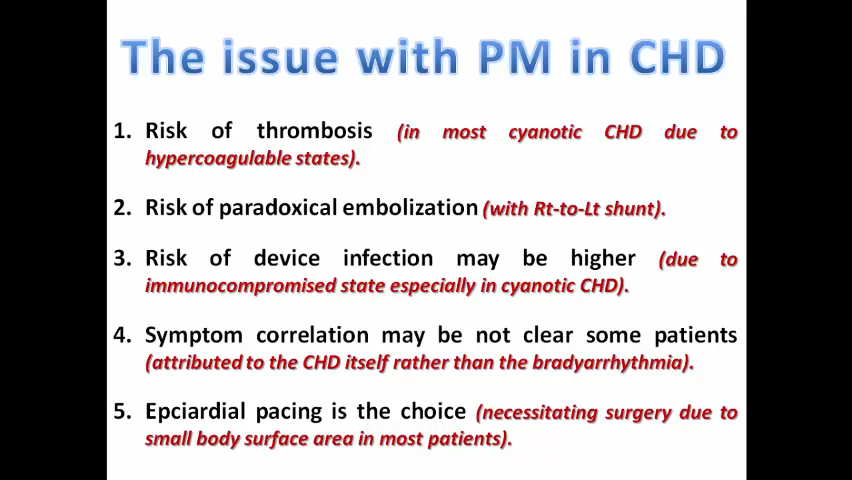 The issue with PM in CHD
1. Risk of thrombosis (in most cyanotic CHD due to
hypercoagulable states).
2. Risk of paradoxical embolization (with Rt-to-Lt shunt).
3. Risk of device infection may be higher (due to
immunocompromised state especially in cyanotic CHD).
4. Symptom correlation may be not clear some patients
(attributed to the CHD itself rather than the bradyarrhythmia).
5. Epciardial pacing is the choice (necessitating surgery due to
small body surface area in most patients).